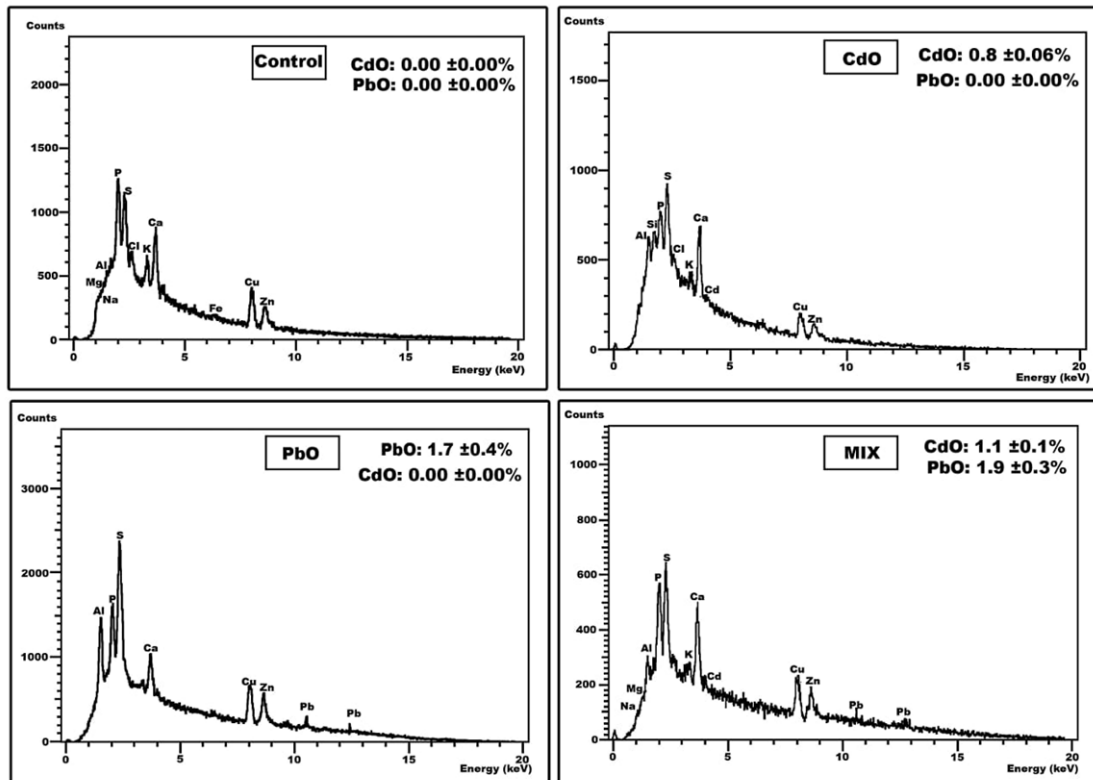 Counts
Control
CdO: 0.00 ±0.00%
PbO: 0.00 ±0.00%
2000
1500
1000
500
0
P
S
Cl
K
Ca
Al
Mg
Na
Fe
Cu
Zn
0 5 10 15 20
Energy (keV)
Counts
CdO
CdO: 0.8 ±0.06%
PbO: 0.00 ±0.00%
1500
1000
500
0
Al
Si
P
S
Cl
K
Ca
Cd
Cu
Zn
0 5 10 15 20
Energy (keV)
Counts
PbO
PbO: 1.7 ±0.4%
CdO: 0.00 ±0.00%
3000
2000
1000
0
Al
P
S
Ca
Cu
Zn
Pb
Pb
0 5 10 15 20
Energy (keV)
Counts
MIX
CdO: 1.1 ±0.1%
PbO: 1.9 ±0.3%
1000
800
600
400
200
0
Na
Mg
Al
P
S
K
Ca
Cd
Cu
Zn
Pb
Pb
0 5 10 15 20
Energy (keV)